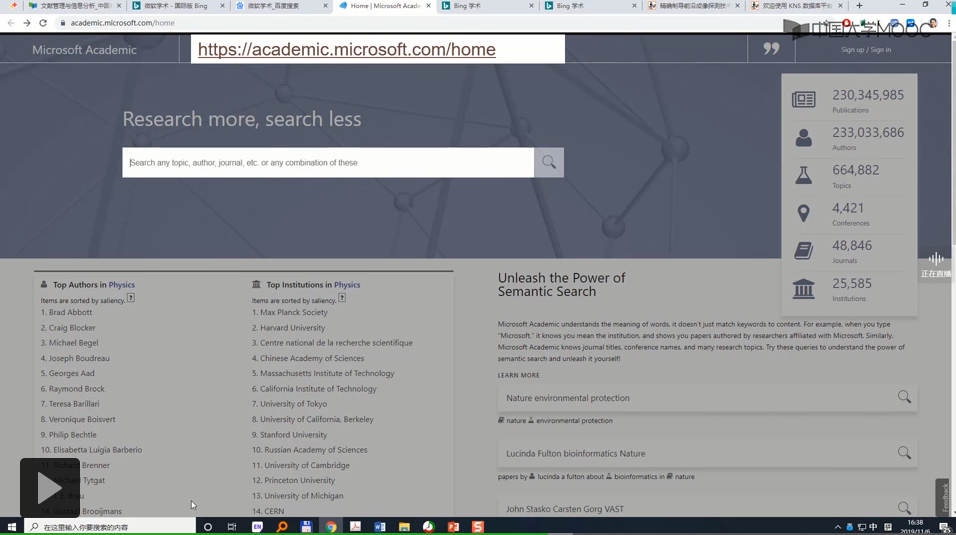 文献管理与信息分析_中国
微软学术 - 国际版 Bing
微软学术_百度搜索
Home | Microsoft Academ
Bing 学术
Bing 学术
精确制导前沿成像探测技
欢迎使用 KNS 数据库平台
academic.microsoft.com/home
中国大学MOOC
Microsoft Academic
https://academic.microsoft.com/home
Sign up / Sign in
Research more, search less
Search any topic, author, journal, etc. or any combination of these
230,345,985
Publications
233,033,686
Authors
664,882
Topics
4,421
Conferences
48,846
Journals
25,585
Institutions
正在直播
Top Authors in Physics
Items are sorted by saliency. ?
1. Brad Abbott
2. Craig Blocker
3. Michael Begel
4. Joseph Boudreau
5. Georges Aad
6. Raymond Brock
7. Teresa Barillari
8. Veronique Boisvert
9. Philip Bechtle
10. Elisabetta Luigia Barberio
11. Richard Brenner
Tytgat
Brau
14. Brooijmans
Top Institutions in Physics
Items are sorted by saliency. ?
1. Max Planck Society
2. Harvard University
3. Centre national de la recherche scientifique
4. Chinese Academy of Sciences
5. Massachusetts Institute of Technology
6. California Institute of Technology
7. University of Tokyo
8. University of California, Berkeley
9. Stanford University
10. Russian Academy of Sciences
11. University of Cambridge
12. Princeton University
13. University of Michigan
14. CERN
Unleash the Power of
Semantic Search
Microsoft Academic understands the meaning of words, it doesn't just match keywords to content. For example, when you type
"Microsoft," it knows you mean the institution, and shows you papers authored by researchers affiliated with Microsoft. Similarly,
Microsoft Academic knows journal titles, conference names, and many research topics. Try these queries to understand the power of
semantic search and unleash it yourself!
LEARN MORE
Nature environmental protection
nature environmental protection
Lucinda Fulton bioinformatics Nature
papers by lucinda a fulton about bioinformatics in nature
John Stasko Carsten Gorg VAST
Feedback
在这里输入你要搜索的内容
EN
中
16:38
2019/11/6